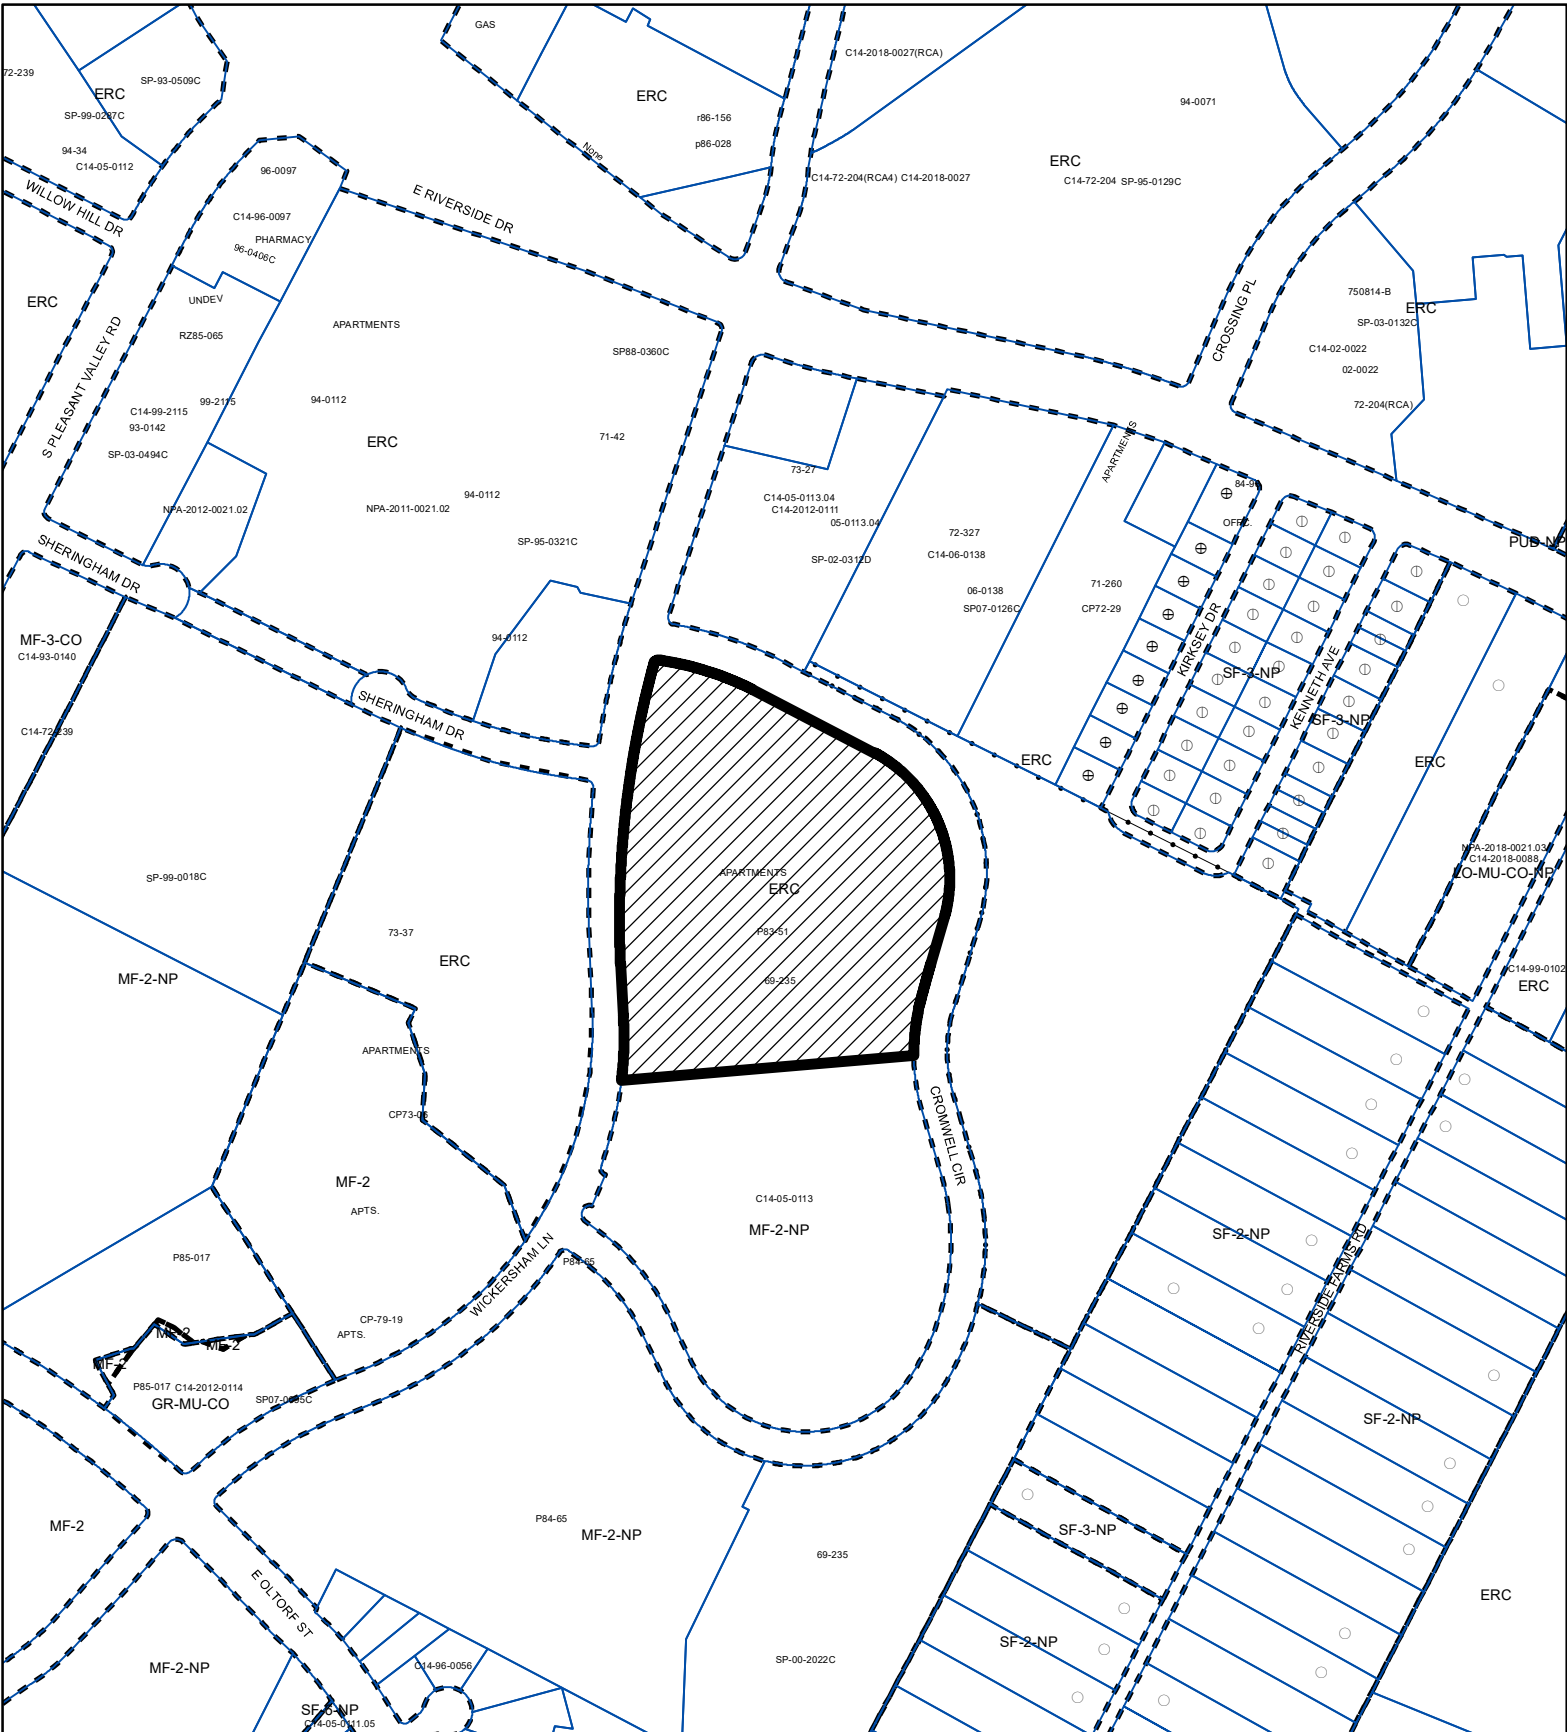 GAS
C14-2018-0027(RCA)
72-239
SP-93-0509C
ERC
ERC
94-0071
SP-99-0287C
r86-156
p86-028
94-34
C14-05-0112
None
ERC
96-0097
C14-72-204(RCA4) C14-2018-0027
C14-72-204 SP-95-0129C
WILLOW HILL DR
E RIVERSIDE DR
C14-96-0097
PHARMACY
96-0406C
ERC
UNDEV
750814-B
ERC
CROSSING PL
APARTMENTS
SP-03-0132C
RZ85-065
SP88-0360C
C14-02-0022
02-0022
S PLEASANT VALLEY RD
99-2115
94-0112
C14-99-2115
72-204(RCA)
93-0142
ERC
71-42
APARTMENTS
SP-03-0494C
73-27
94-0112
C14-05-0113.04
NPA-2012-0021.02
NPA-2011-0021.02
C14-2012-0111
05-0113.04
OFFC.
72-327
SP-95-0321C
PUD-NP
SP-02-0312D
C14-06-0138
SHERINGHAM DR
71-260
06-0138
SP07-0126C
CP72-29
MF-3-CO
94-0112
KIRKSEY DR
C14-93-0140
SF-3-NP
KENNETH AVE
SHERINGHAM DR
SF-3-NP
C14-72-239
ERC
ERC
NPA-2018-0021.03
C14-2018-0088
APARTMENTS
LO-MU-CO-NP
SP-99-0018C
ERC
73-37
P83-51
ERC
C14-99-0102
MF-2-NP
69-235
ERC
APARTMENTS
CP73-06
CROMWELL CIR
MF-2
C14-05-0113
APTS.
MF-2-NP
SF-2-NP
P85-017
P84-65
WICKERSHAM LN
RIVERSIDE FARMS RD
CP-79-19
MF-2
APTS.
MF-2
MF-2
P85-017 C14-2012-0114
GR-MU-CO
SP07-0095C
SF-2-NP
P84-65
MF-2
MF-2-NP
SF-3-NP
69-235
E OLTORF ST
ERC
SF-2-NP
MF-2-NP
C14-96-0056
SP-00-2022C
SF-6-NP
C14-05-0111.05